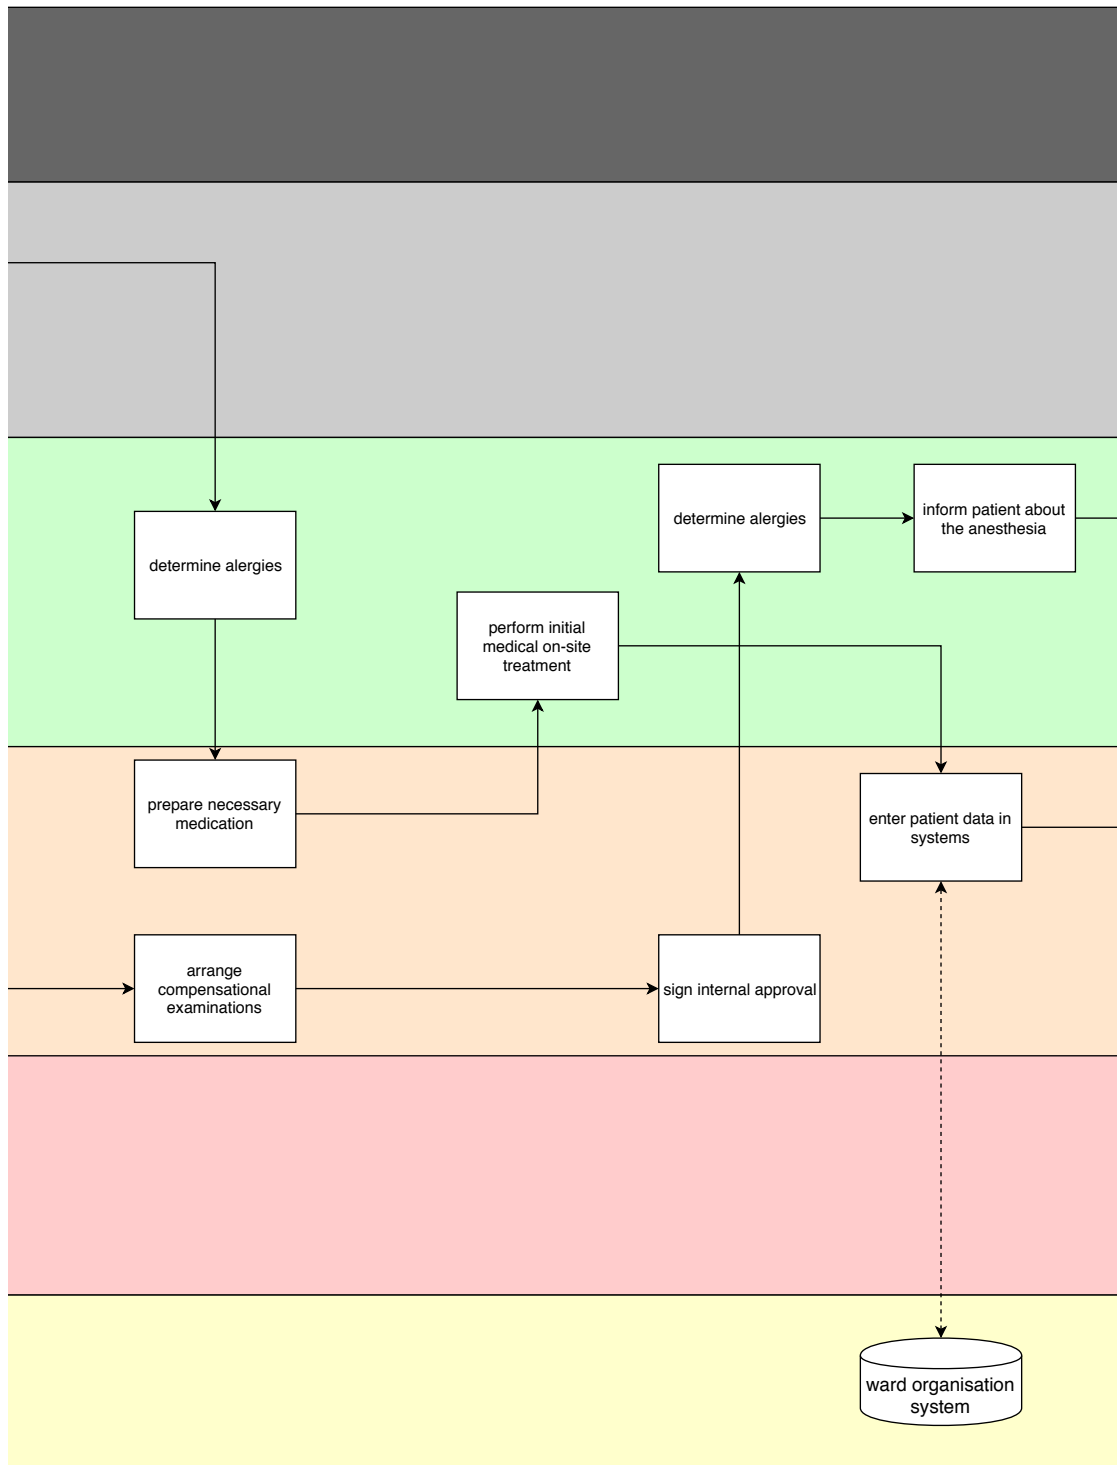 determine alergies
inform patient about
the anesthesia
determine alergies
perform initial
medical on-site
treatment
prepare necessary
medication
enter patient data in
systems
arrange
compensational
examinations
sign internal approval
ward organisation
system